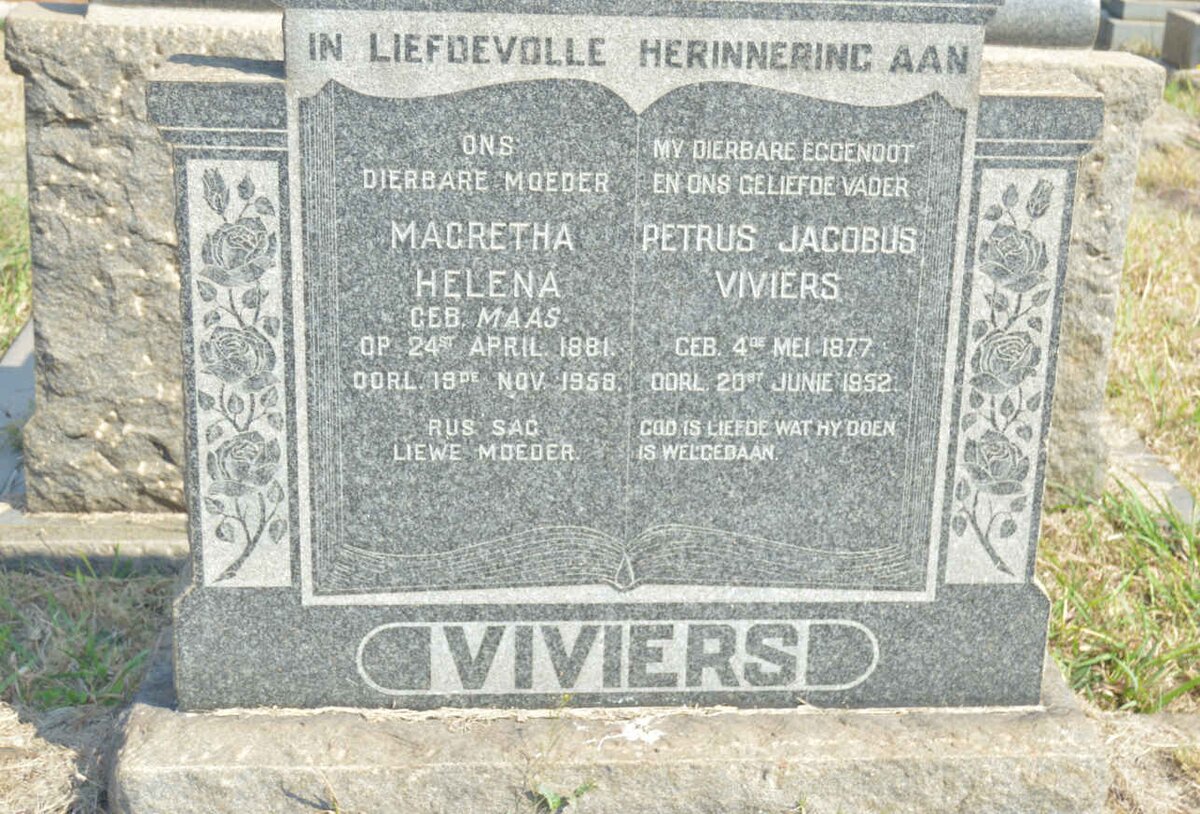 IN LIEFDEVOLLE HERINNERING AAN
ONS
DIERBARE MOEDER
MAGRETHA
HELENA
GEB. MAAS
OP 24ST APRIL 1881.
OORL. 19DE NOV. 1958.
RUS SAG
LIEWE MOEDER.
MY DIERBARE EGGENOOT
EN ONS GELIEFDE VADER
PETRUS JACOBUS
VIVIERS
GEB. 4DE MEI 1877
OORL. 20ST JUNIE 1952.
GOD IS LIEFDE WAT HY DOEN
IS WELGEDAAN.
VIVIERS